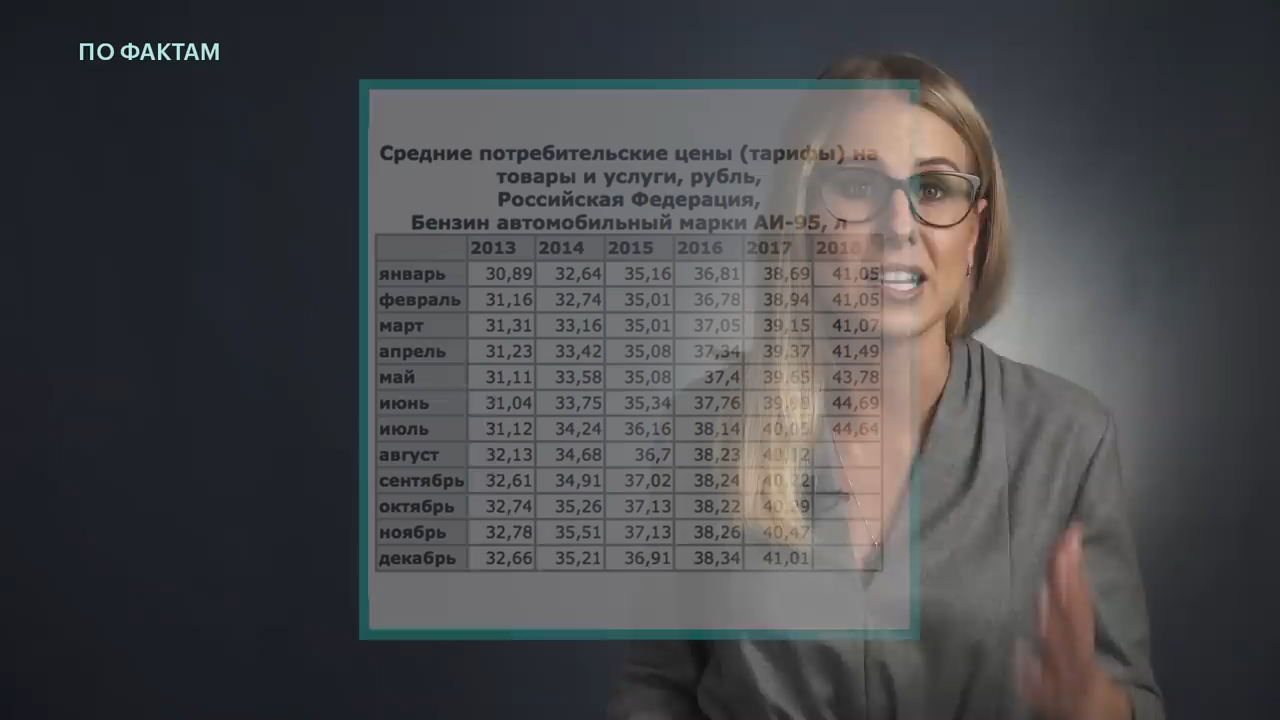 ПО ФАКТАМ
Средние потребительские цены (тарифы) на
товары и услуги, рубль,
Российская Федерация,
Бензин автомобильный марки АИ-95, л
2013 2014 2015 2016 2017 2018
январь 30,89 32,64 35,16 36,81 38,69 41,05
февраль 31,16 32,74 35,01 36,78 38,94 41,05
март 31,31 33,16 35,01 37,05 39,15 41,07
апрель 31,23 33,42 35,08 37,34 39,37 41,49
май 31,11 33,58 35,08 37,4 39,65 43,78
июнь 31,04 33,75 35,34 37,76 44,69
июль 31,12 34,24 36,16 38,14 40,05 44,64
август 32,13 34,68 36,7 38,23 40,12
сентябрь 32,61 34,91 37,02 38,24 40,22
октябрь 32,74 35,26 37,13 38,22 40,29
ноябрь 32,78 35,51 37,13 38,26 40,47
декабрь 32,66 35,21 36,91 38,34 41,01